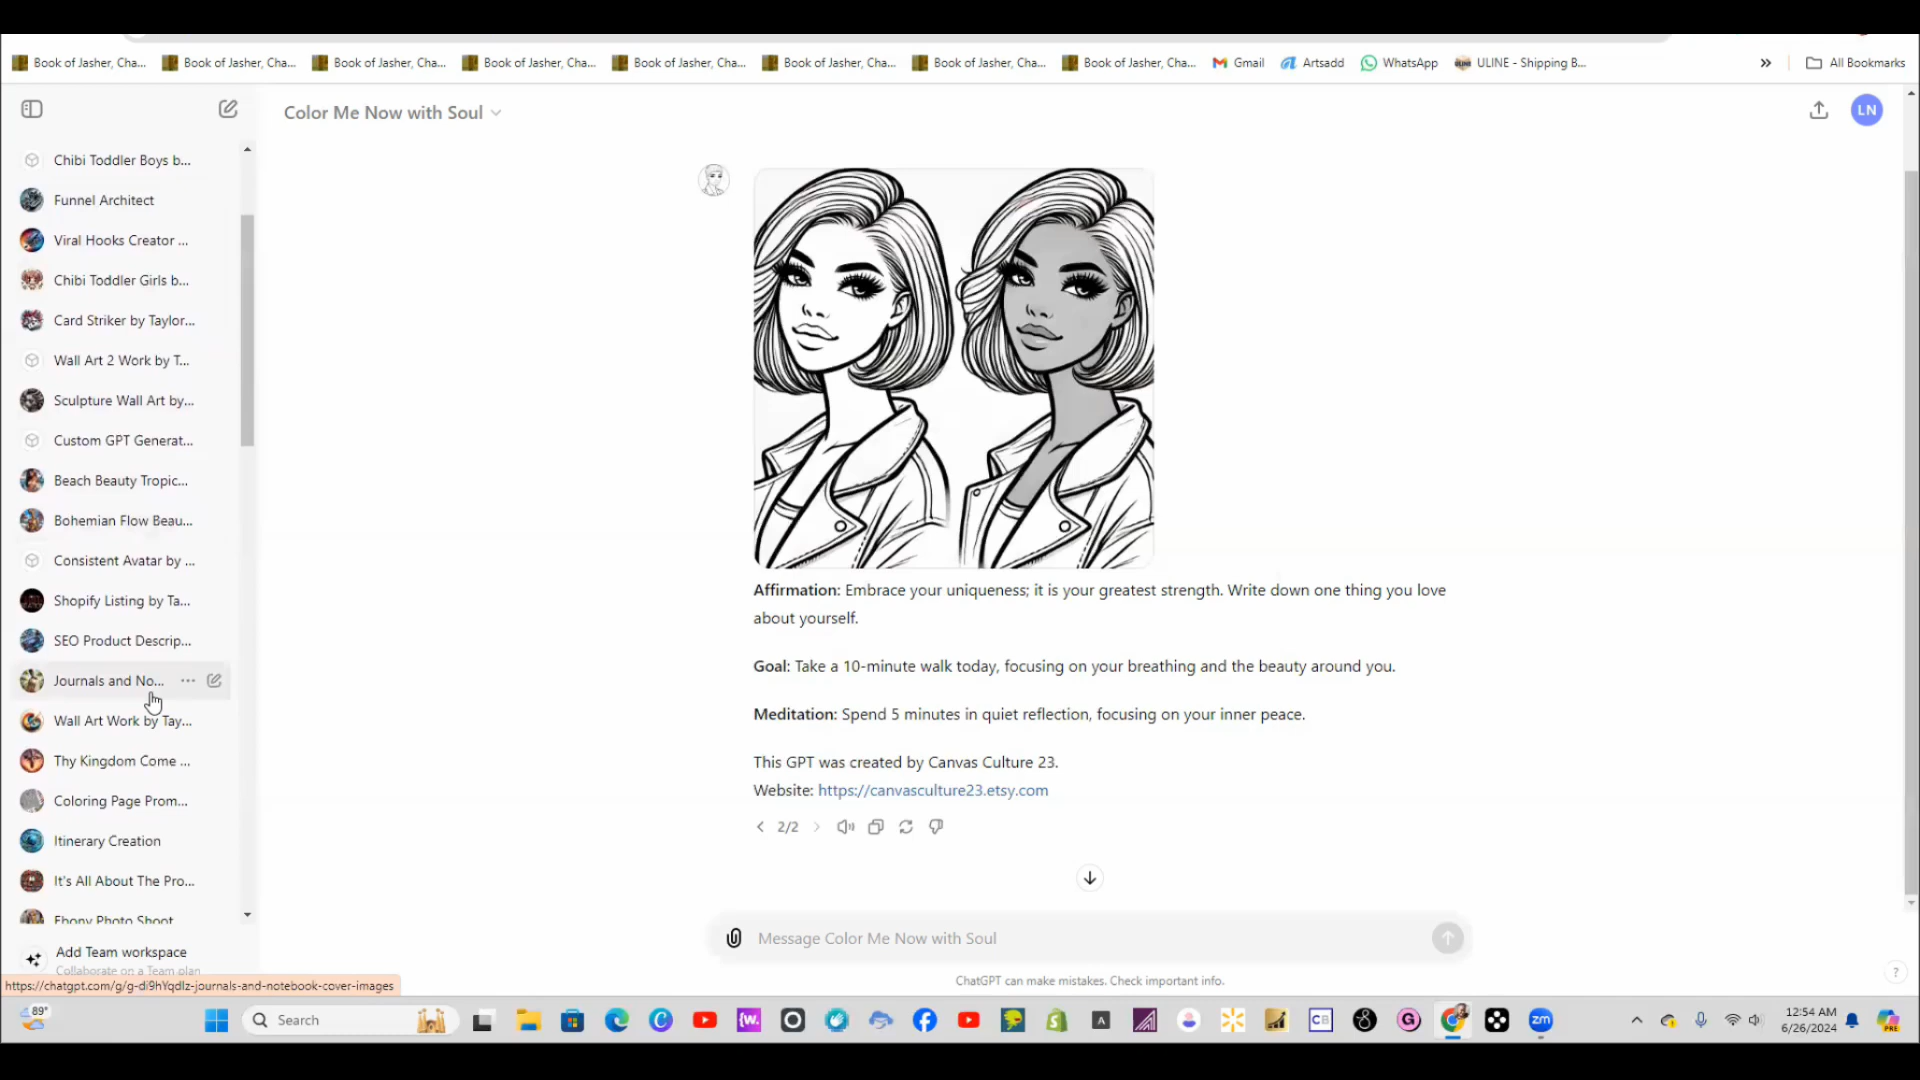 Book of Jasher, Cha...
Book of Jasher, Cha...
Book of Jasher, Cha...
Book of Jasher, Cha...
Book of Jasher, Cha...
Book of Jasher, Cha...
Book of Jasher, Cha...
Book of Jasher, Cha...
Gmail
Artsadd
WhatsApp
ULINE - Shipping B...
All Bookmarks
Color Me Now with Soul
LN
Chibi Toddler Boys b...
Funnel Architect
Viral Hooks Creator ...
Chibi Toddler Girls b...
Card Striker by Taylor...
Wall Art 2 Work by T...
Sculpture Wall Art by...
Custom GPT Generat...
Beach Beauty Tropic...
Bohemian Flow Beau...
Consistent Avatar by ...
Shopify Listing by Ta...
SEO Product Descrip...
Journals and No...
Wall Art Work by Tay...
Thy Kingdom Come ...
Coloring Page Prom...
Itinerary Creation
It's All About The Pro...
Ebony Photo Shoot
Add Team workspace
Collaborate on a Team plan
https://chatgpt.com/g/g-di9hYqdlz-journals-and-notebook-cover-images
Affirmation: Embrace your uniqueness; it is your greatest strength. Write down one thing you love
about yourself.
Goal: Take a 10-minute walk today, focusing on your breathing and the beauty around you.
Meditation: Spend 5 minutes in quiet reflection, focusing on your inner peace.
This GPT was created by Canvas Culture 23.
Website: https://canvasculture23.etsy.com
2/2
Message Color Me Now with Soul
ChatGPT can make mistakes. Check important info.
?
89°
Search
{w.
A
CB
G
zm
12:54 AM
6/26/2024
PRE